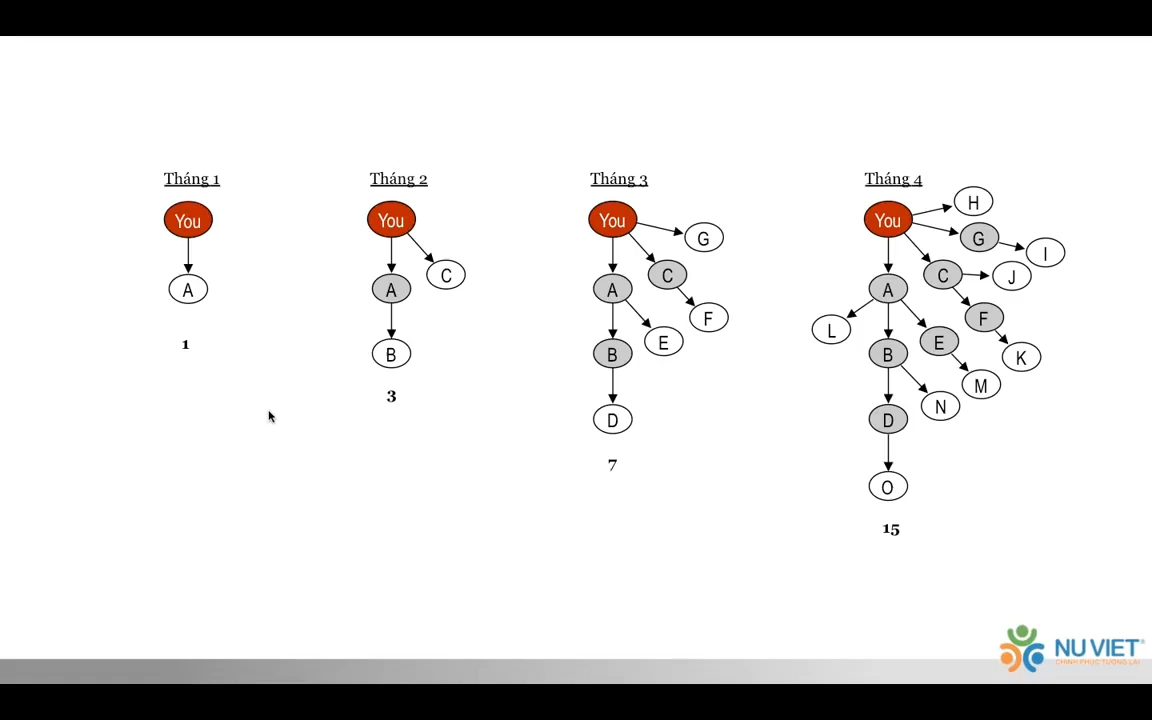 Tháng 1
You
A
1
Tháng 2
You
A
C
B
3
Tháng 3
You
G
A
C
F
B
E
D
7
Tháng 4
You
H
G
I
A
C
J
L
F
B
E
K
M
N
D
O
15
NU VIET
CHINH PHỤC TƯƠNG LAI